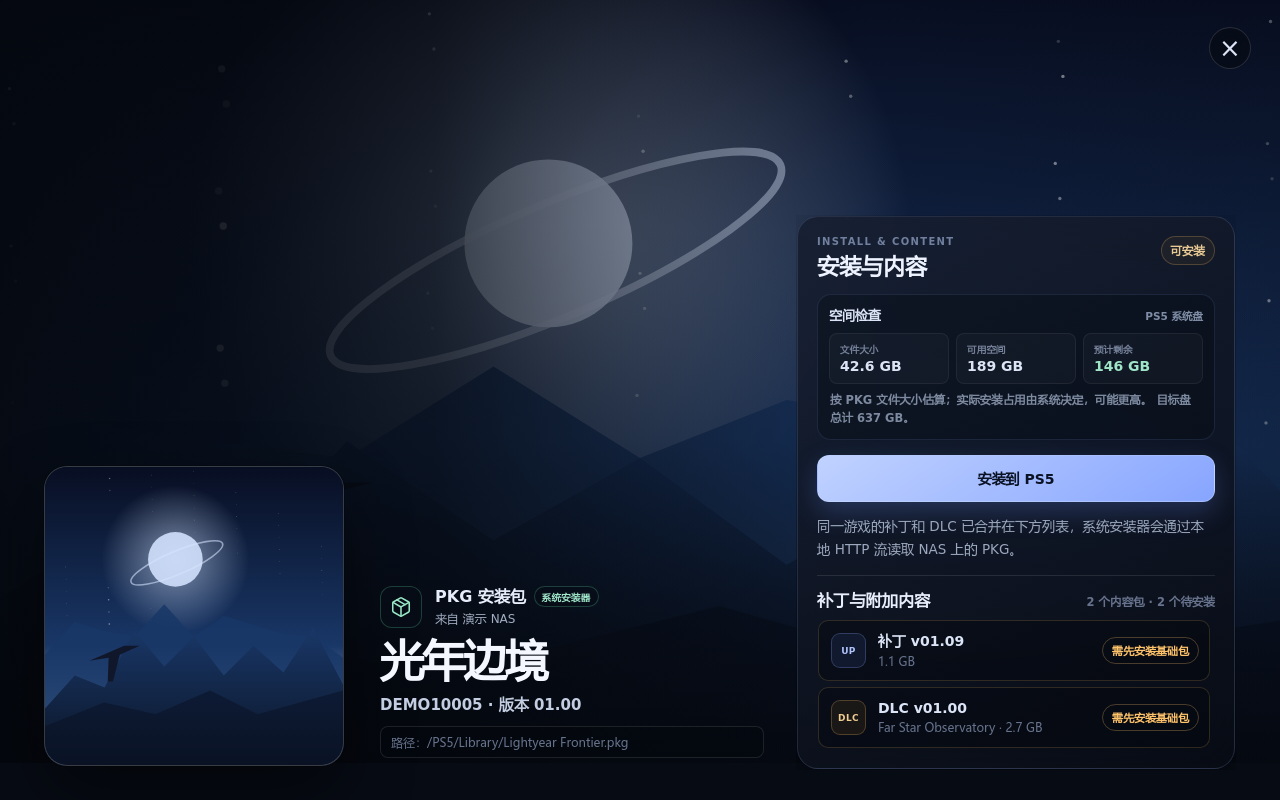 INSTALL & CONTENT
安装与内容
可安装
空间检查
PS5 系统盘
文件大小
42.6 GB
可用空间
189 GB
预计剩余
146 GB
按 PKG 文件大小估算；实际安装占用由系统决定，可能更高。 目标盘
总计 637 GB。
安装到 PS5
同一游戏的补丁和 DLC 已合并在下方列表，系统安装器会通过本
地 HTTP 流读取 NAS 上的 PKG。
补丁与附加内容
2 个内容包 · 2 个待安装
UP
补丁 v01.09
1.1 GB
需先安装基础包
DLC
DLC v01.00
Far Star Observatory · 2.7 GB
需先安装基础包
PKG 安装包
系统安装器
来自 演示 NAS
光年边境
DEMO10005 · 版本 01.00
路径：/PS5/Library/Lightyear Frontier.pkg